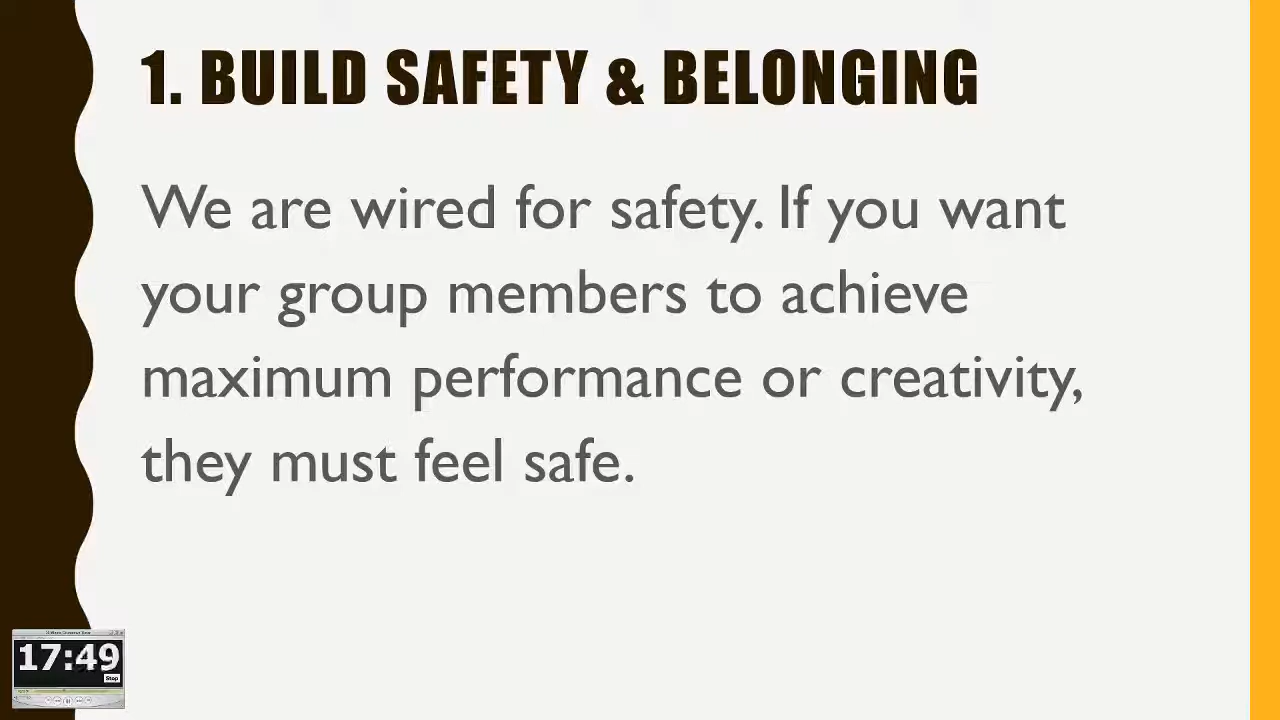 1. BUILD SAFETY & BELONGING
We are wired for safety. If you want
your group members to achieve
maximum performance or creativity,
they must feel safe.
17:49
Stop